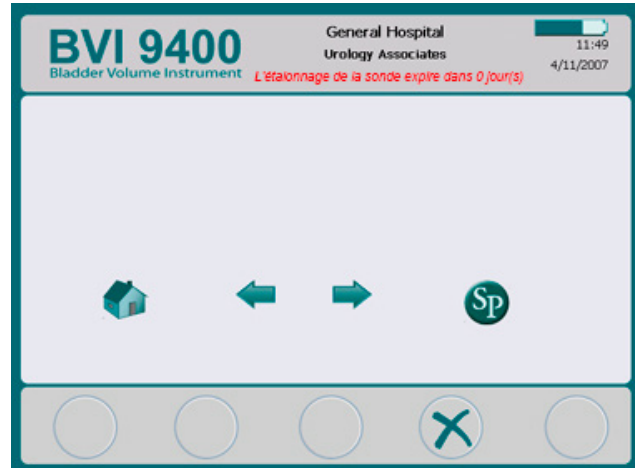 BVI 9400
Bladder Volume Instrument
General Hospital
Urology Associates
L'étalonnage de la sonde expire dans 0 jour(s)
11:49
4/11/2007
SP